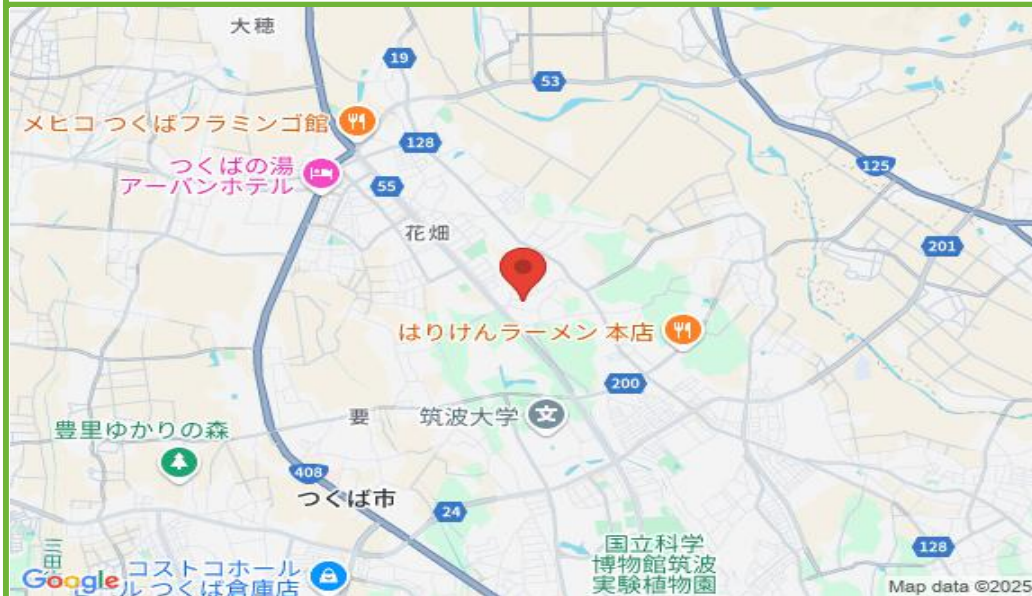 大穂
19
53
メヒコ つくばフラミンゴ館
128
つくばの湯
アーバンホテル
125
55
花畑
201
はりけんラーメン 本店
200
要
筑波大学
文
豊里ゆかりの森
408
つくば市
24
国立科学
博物館筑波
実験植物園
128
コストコホール
ル つくば倉庫店
Google
Map data ©2025